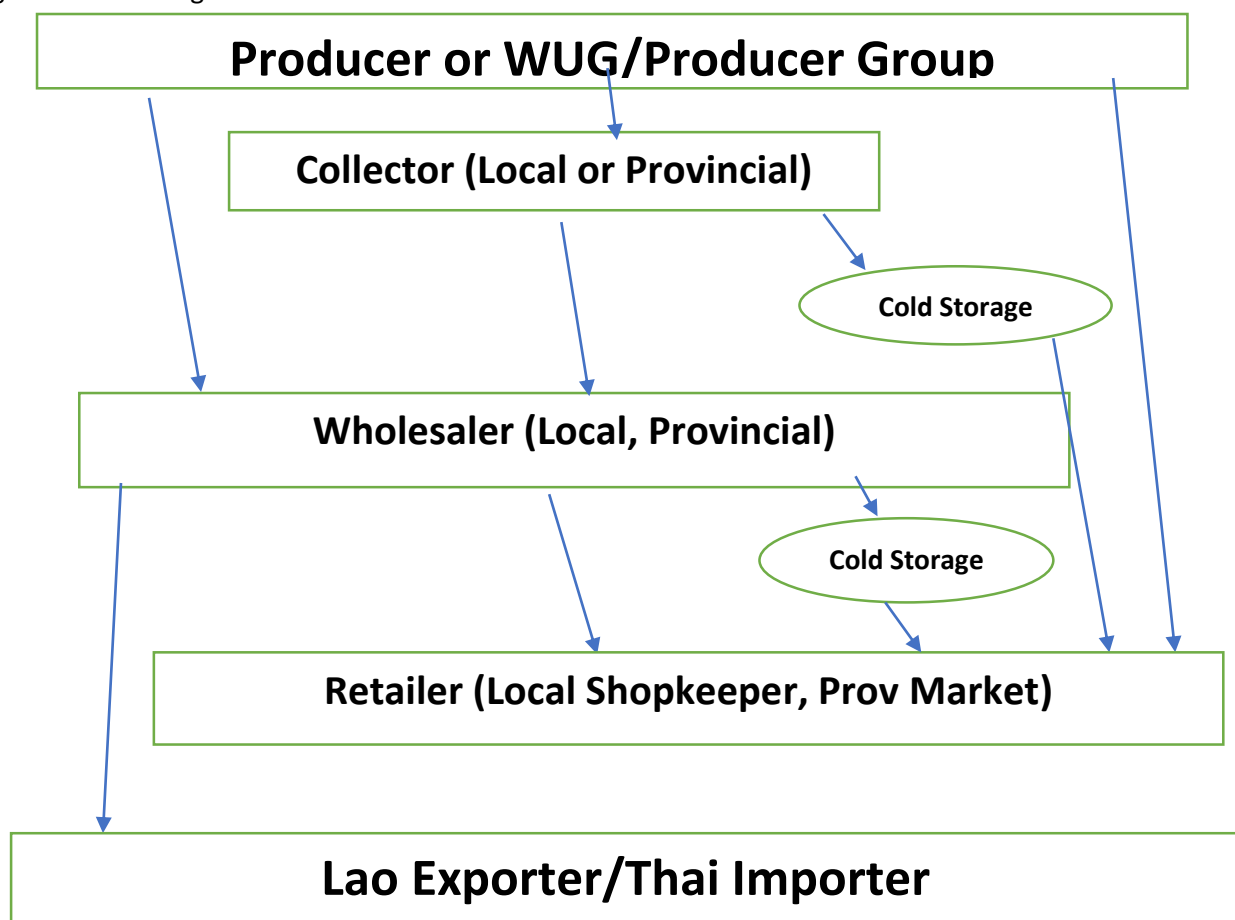 Producer or WUG/Producer Group
Collector (Local or Provincial)
Cold Storage
Wholesaler (Local, Provincial)
Cold Storage
Retailer (Local Shopkeeper, Prov Market)
Lao Exporter/Thai Importer